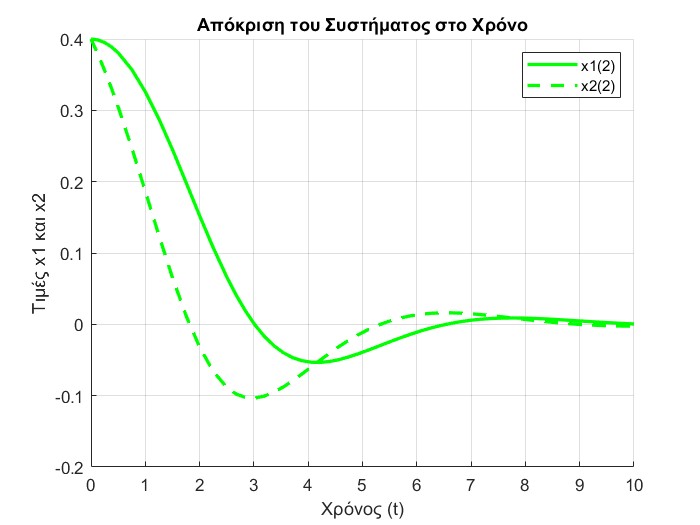 Απόκριση του Συστήματος στο Χρόνο
x1(2)
x2(2)
Τιμές x1 και x2
0.4
0.3
0.2
0.1
0
-0.1
-0.2
0 1 2 3 4 5 6 7 8 9 10
Χρόνος (t)